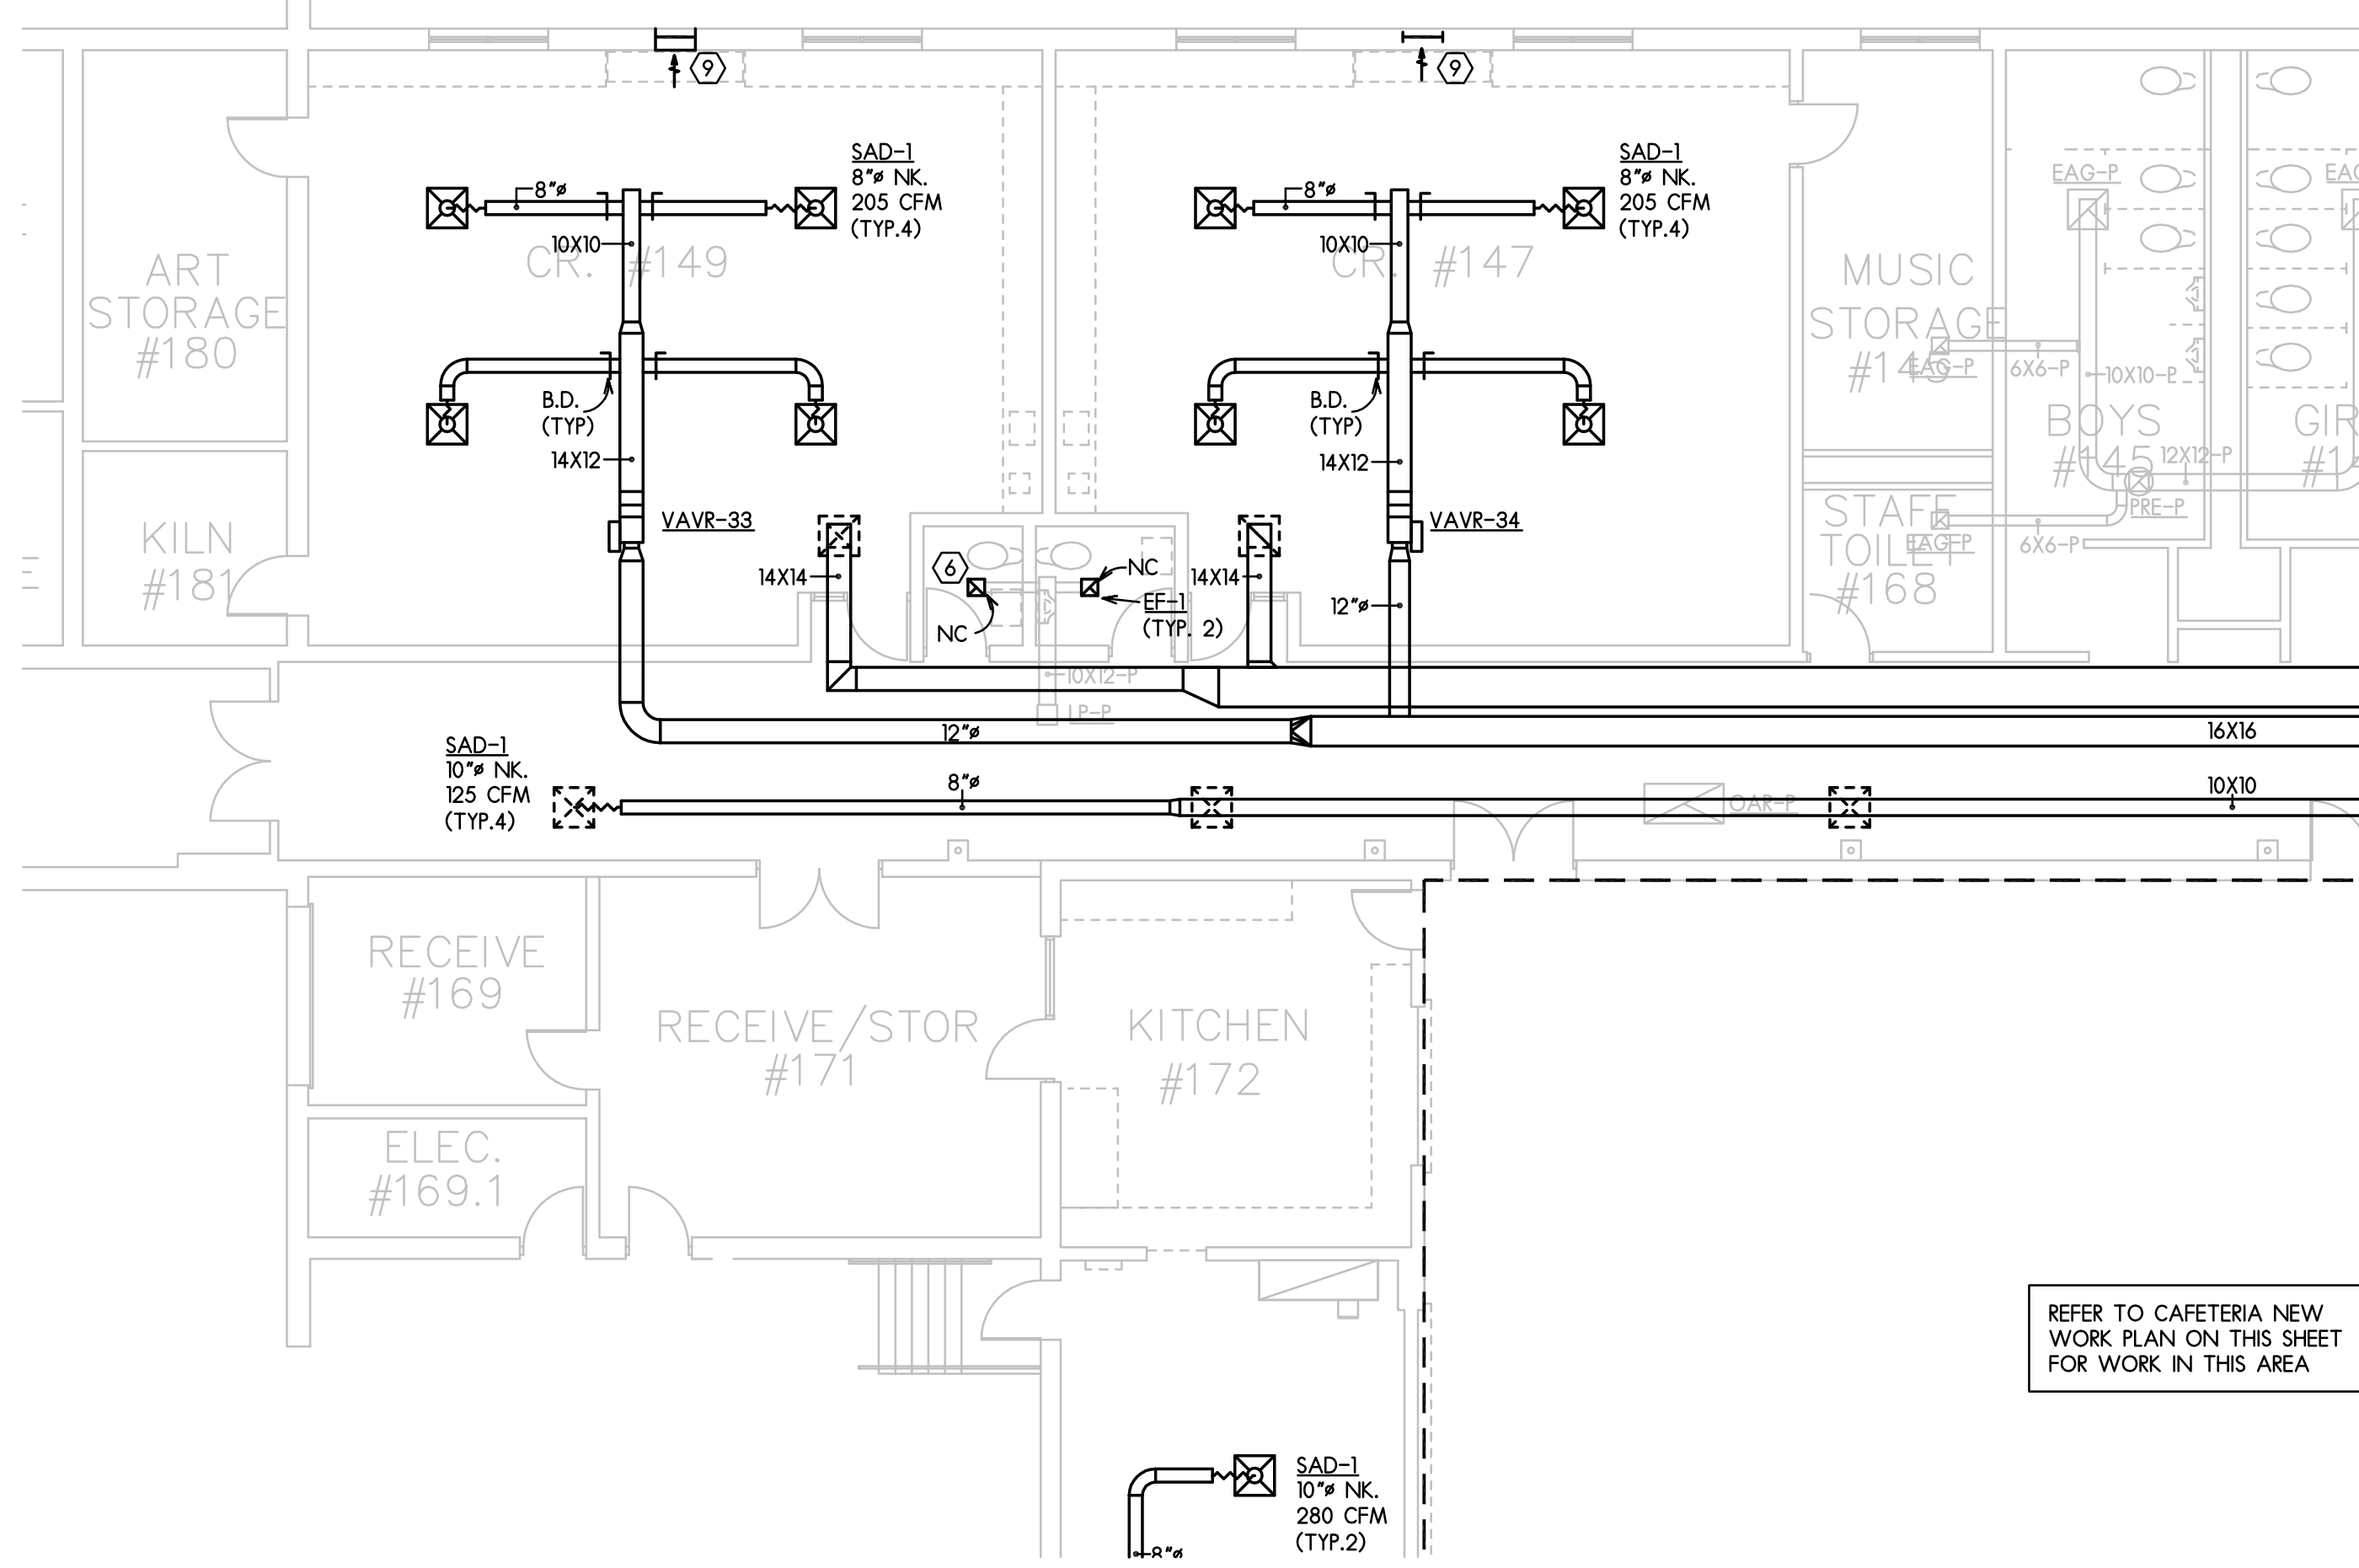 9
9
SAD-1
8"ø NK.
205 CFM
(TYP.4)
SAD-1
8"ø NK.
205 CFM
(TYP.4)
8"ø
8"ø
EAG-P
10X10
CR. #149
10X10
CR. #147
ART
STORAGE
#180
MUSIC
STORAGE
EAG-P
6X6-P
10X10-P
B.D.
(TYP)
B.D.
(TYP)
BOYS
#145
14X12
14X12
12X12-P
PRE-P
VAVR-33
VAVR-34
KILN
#181
STAFF
TOILET
#168
EAG-P
6X6-P
14X14
6
NC
14X14
EF-1
(TYP. 2)
NC
12"ø
10X12-P
LP-P
12"ø
16X16
SAD-1
10"ø NK.
125 CFM
(TYP.4)
8"ø
10X10
OAR-P
RECEIVE
#169
RECEIVE/STOR
#171
KITCHEN
#172
ELEC.
#169.1
REFER TO CAFETERIA NEW
WORK PLAN ON THIS SHEET
FOR WORK IN THIS AREA
SAD-1
10"ø NK.
280 CFM
(TYP.2)
8"ø